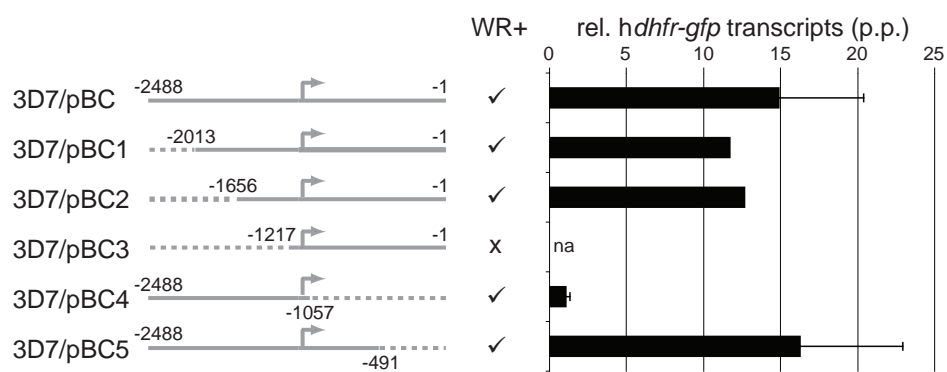 WR+ rel. hdhfr-gfp transcripts (p.p.)
0 5 10 15 20 25
3D7/pBC -2488 -1 ✓
3D7/pBC1 -2013 -1 ✓
3D7/pBC2 -1656 -1 ✓
3D7/pBC3 -1217 -1 x na
3D7/pBC4 -2488 -1057 ✓
3D7/pBC5 -2488 -491 ✓